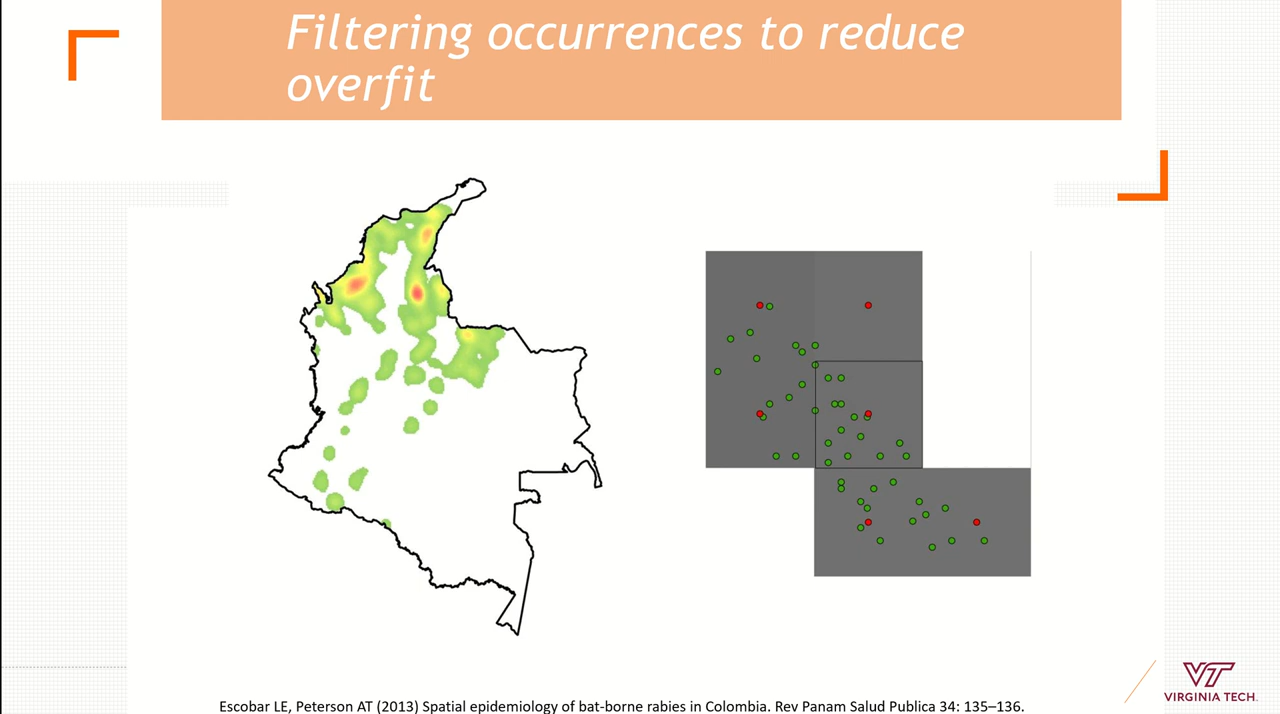 Filtering occurrences to reduce
overfit
Escobar LE, Peterson AT (2013) Spatial epidemiology of bat-borne rabies in Colombia. Rev Panam Salud Publica 34: 135–136.
VT
VIRGINIA TECH.